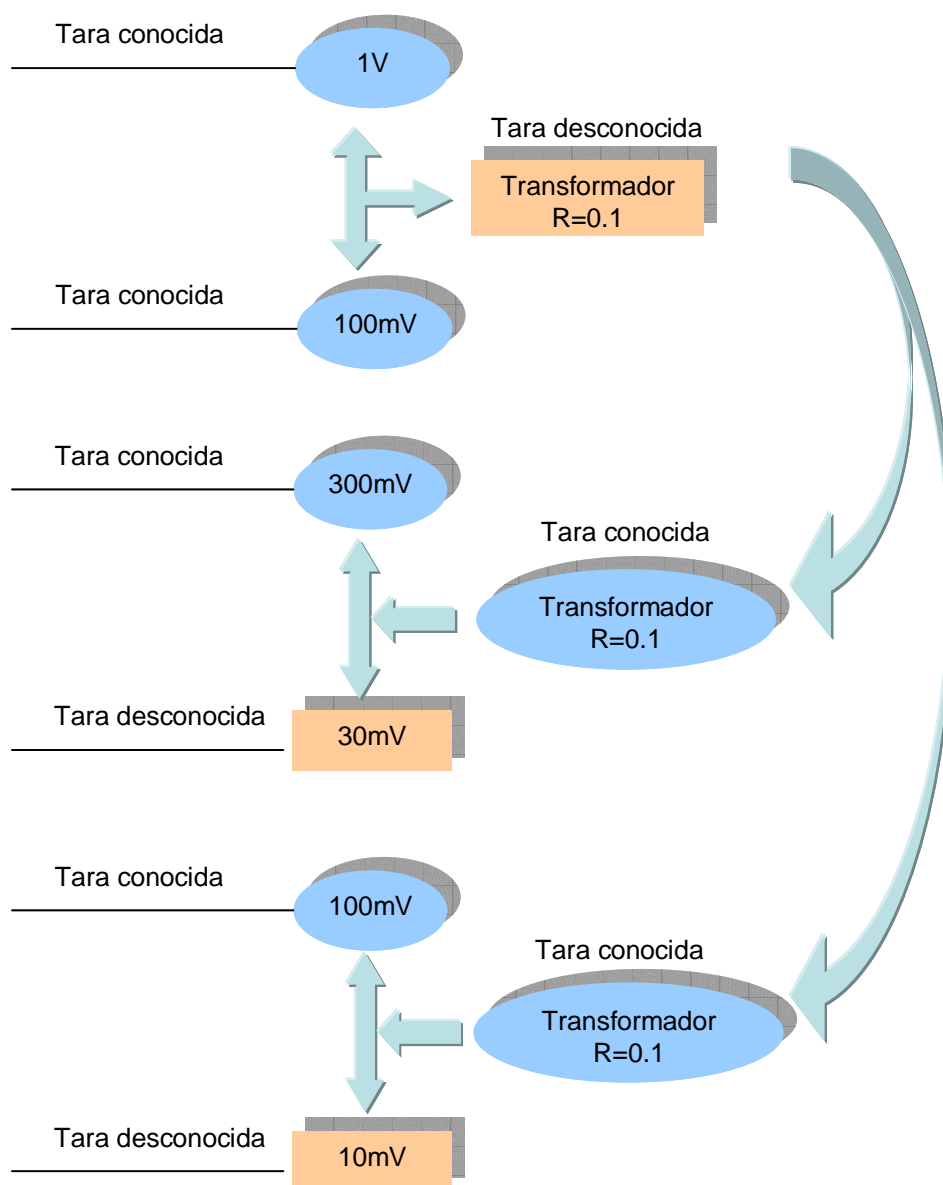 Tara conocida
1V
Tara desconocida
Transformador
R=0.1
Tara conocida
100mV
Tara conocida
300mV
Tara conocida
Transformador
R=0.1
Tara desconocida
30mV
Tara conocida
100mV
Tara conocida
Transformador
R=0.1
Tara desconocida
10mV